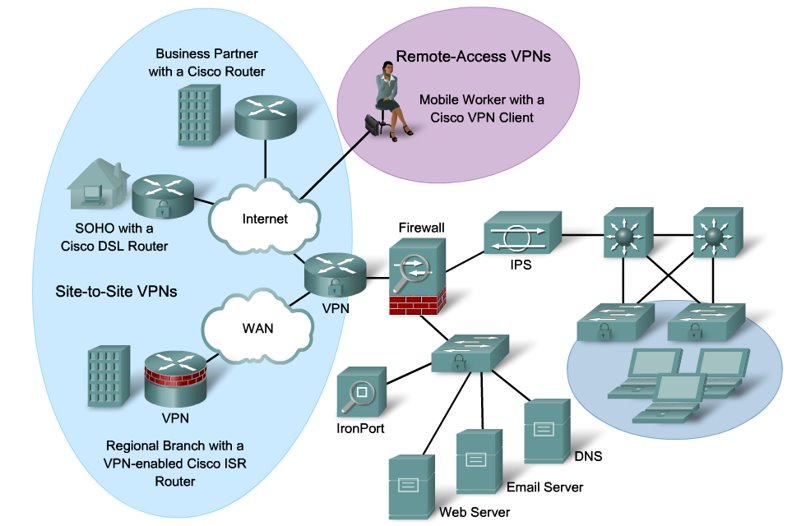 Business Partner
with a Cisco Router
Remote-Access VPNs
Mobile Worker with a
Cisco VPN Client
SOHO with a
Cisco DSL Router
Internet
Firewall
IPS
Site-to-Site VPNs
VPN
WAN
VPN
Regional Branch with a
VPN-enabled Cisco ISR
Router
IronPort
DNS
Email Server
Web Server